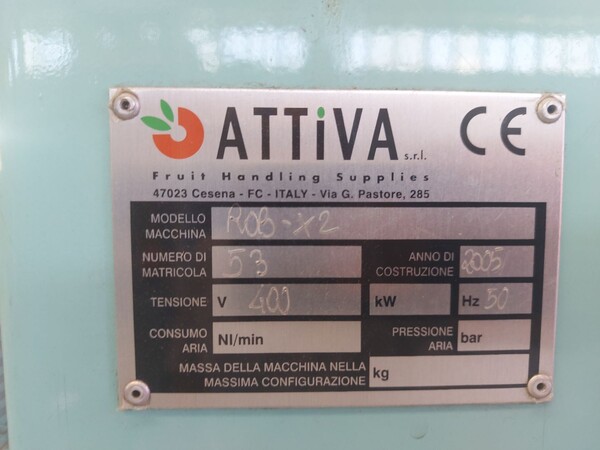 ATTiVA s.r.l. CE
Fruit Handling Supplies
47023 Cesena - FC - ITALY - Via G. Pastore, 285
MODELLO MACCHINA ROB-X2
NUMERO DI MATRICOLA 53 ANNO DI COSTRUZIONE 2005
TENSIONE V 400 kW Hz 50
CONSUMO ARIA Nl/min PRESSIONE ARIA bar
MASSA DELLA MACCHINA NELLA MASSIMA CONFIGURAZIONE kg